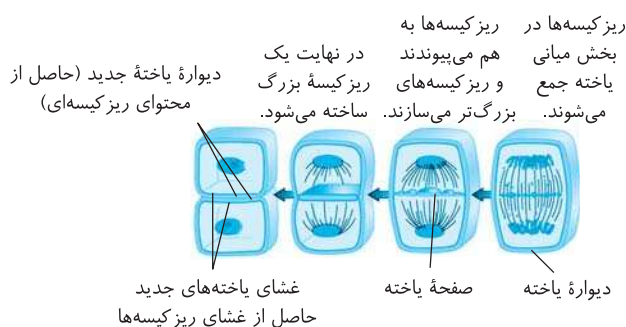 ریزکیسه‌ها در
بخش میانی
یاخته جمع
می‌شوند.
ریزکیسه‌ها به
هم می‌پیوندند
و ریزکیسه‌های
بزرگ‌تر می‌سازند.
در نهایت یک
ریزکیسهٔ بزرگ
ساخته می‌شود.
دیوارهٔ یاختهٔ جدید (حاصل از
محتوای ریزکیسه‌ای)
دیوارهٔ یاخته
صفحهٔ یاخته
غشای یاخته‌های جدید
حاصل از غشای ریزکیسه‌ها